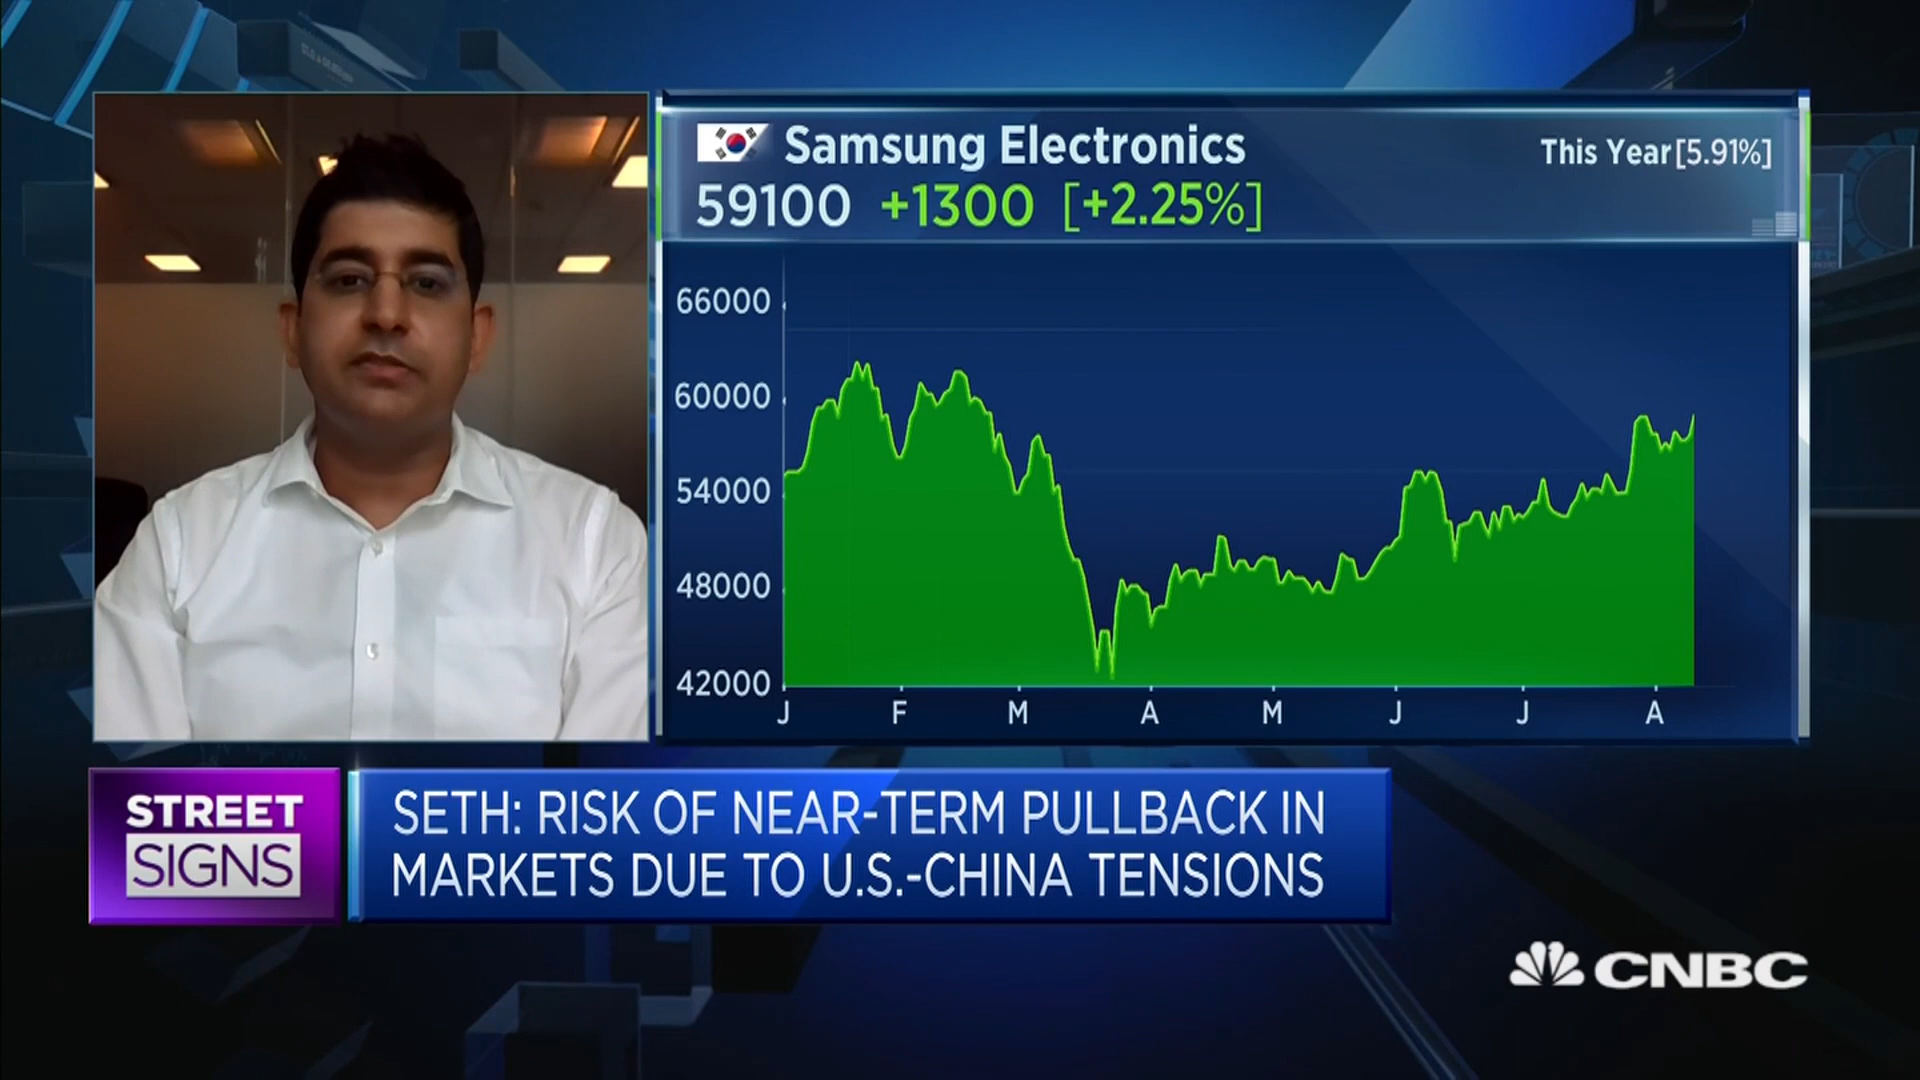 Samsung Electronics
This Year[5.91%]
59100 +1300 [+2.25%]
66000
60000
54000
48000
42000
J F M A M J J A
STREET
SIGNS
SETH: RISK OF NEAR-TERM PULLBACK IN
MARKETS DUE TO U.S.-CHINA TENSIONS
CNBC